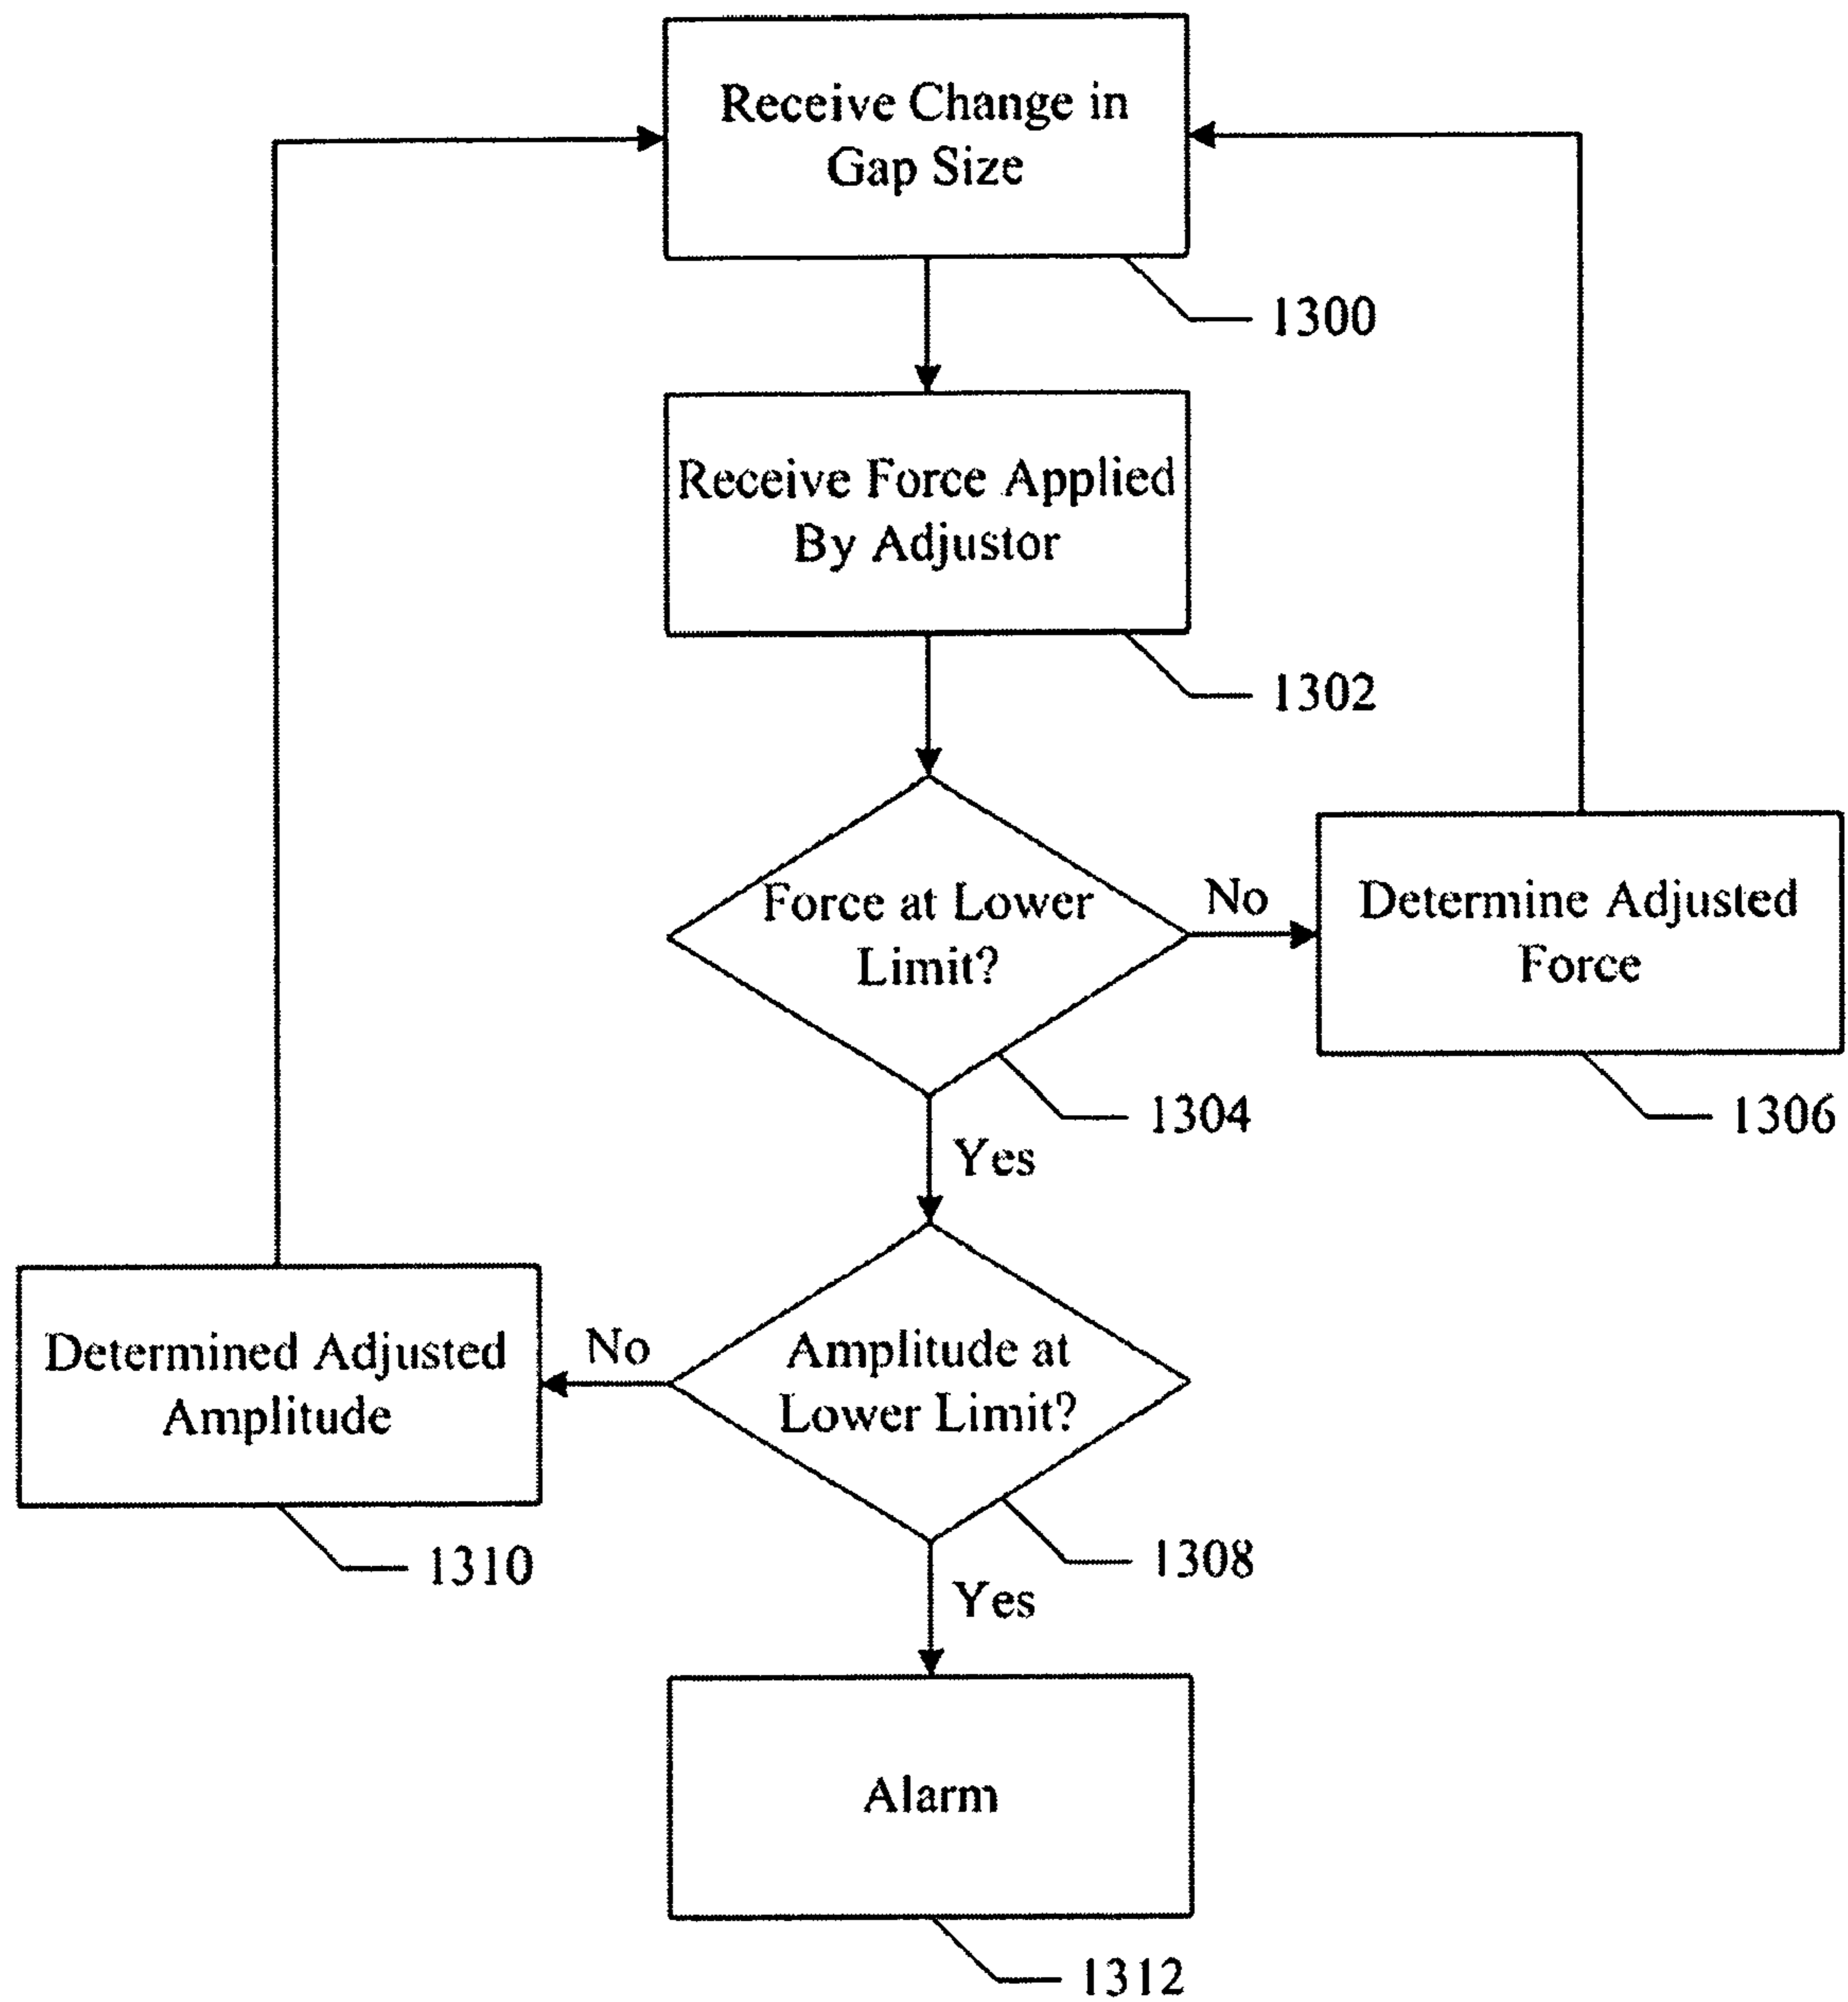 Receive Change in
Gap Size
1300
Receive Force Applied
By Adjustor
1302
Force at Lower
Limit?
No
Determine Adjusted
Force
1304
1306
Yes
Determined Adjusted
Amplitude
No
Amplitude at
Lower Limit?
1310
1308
Yes
Alarm
1312